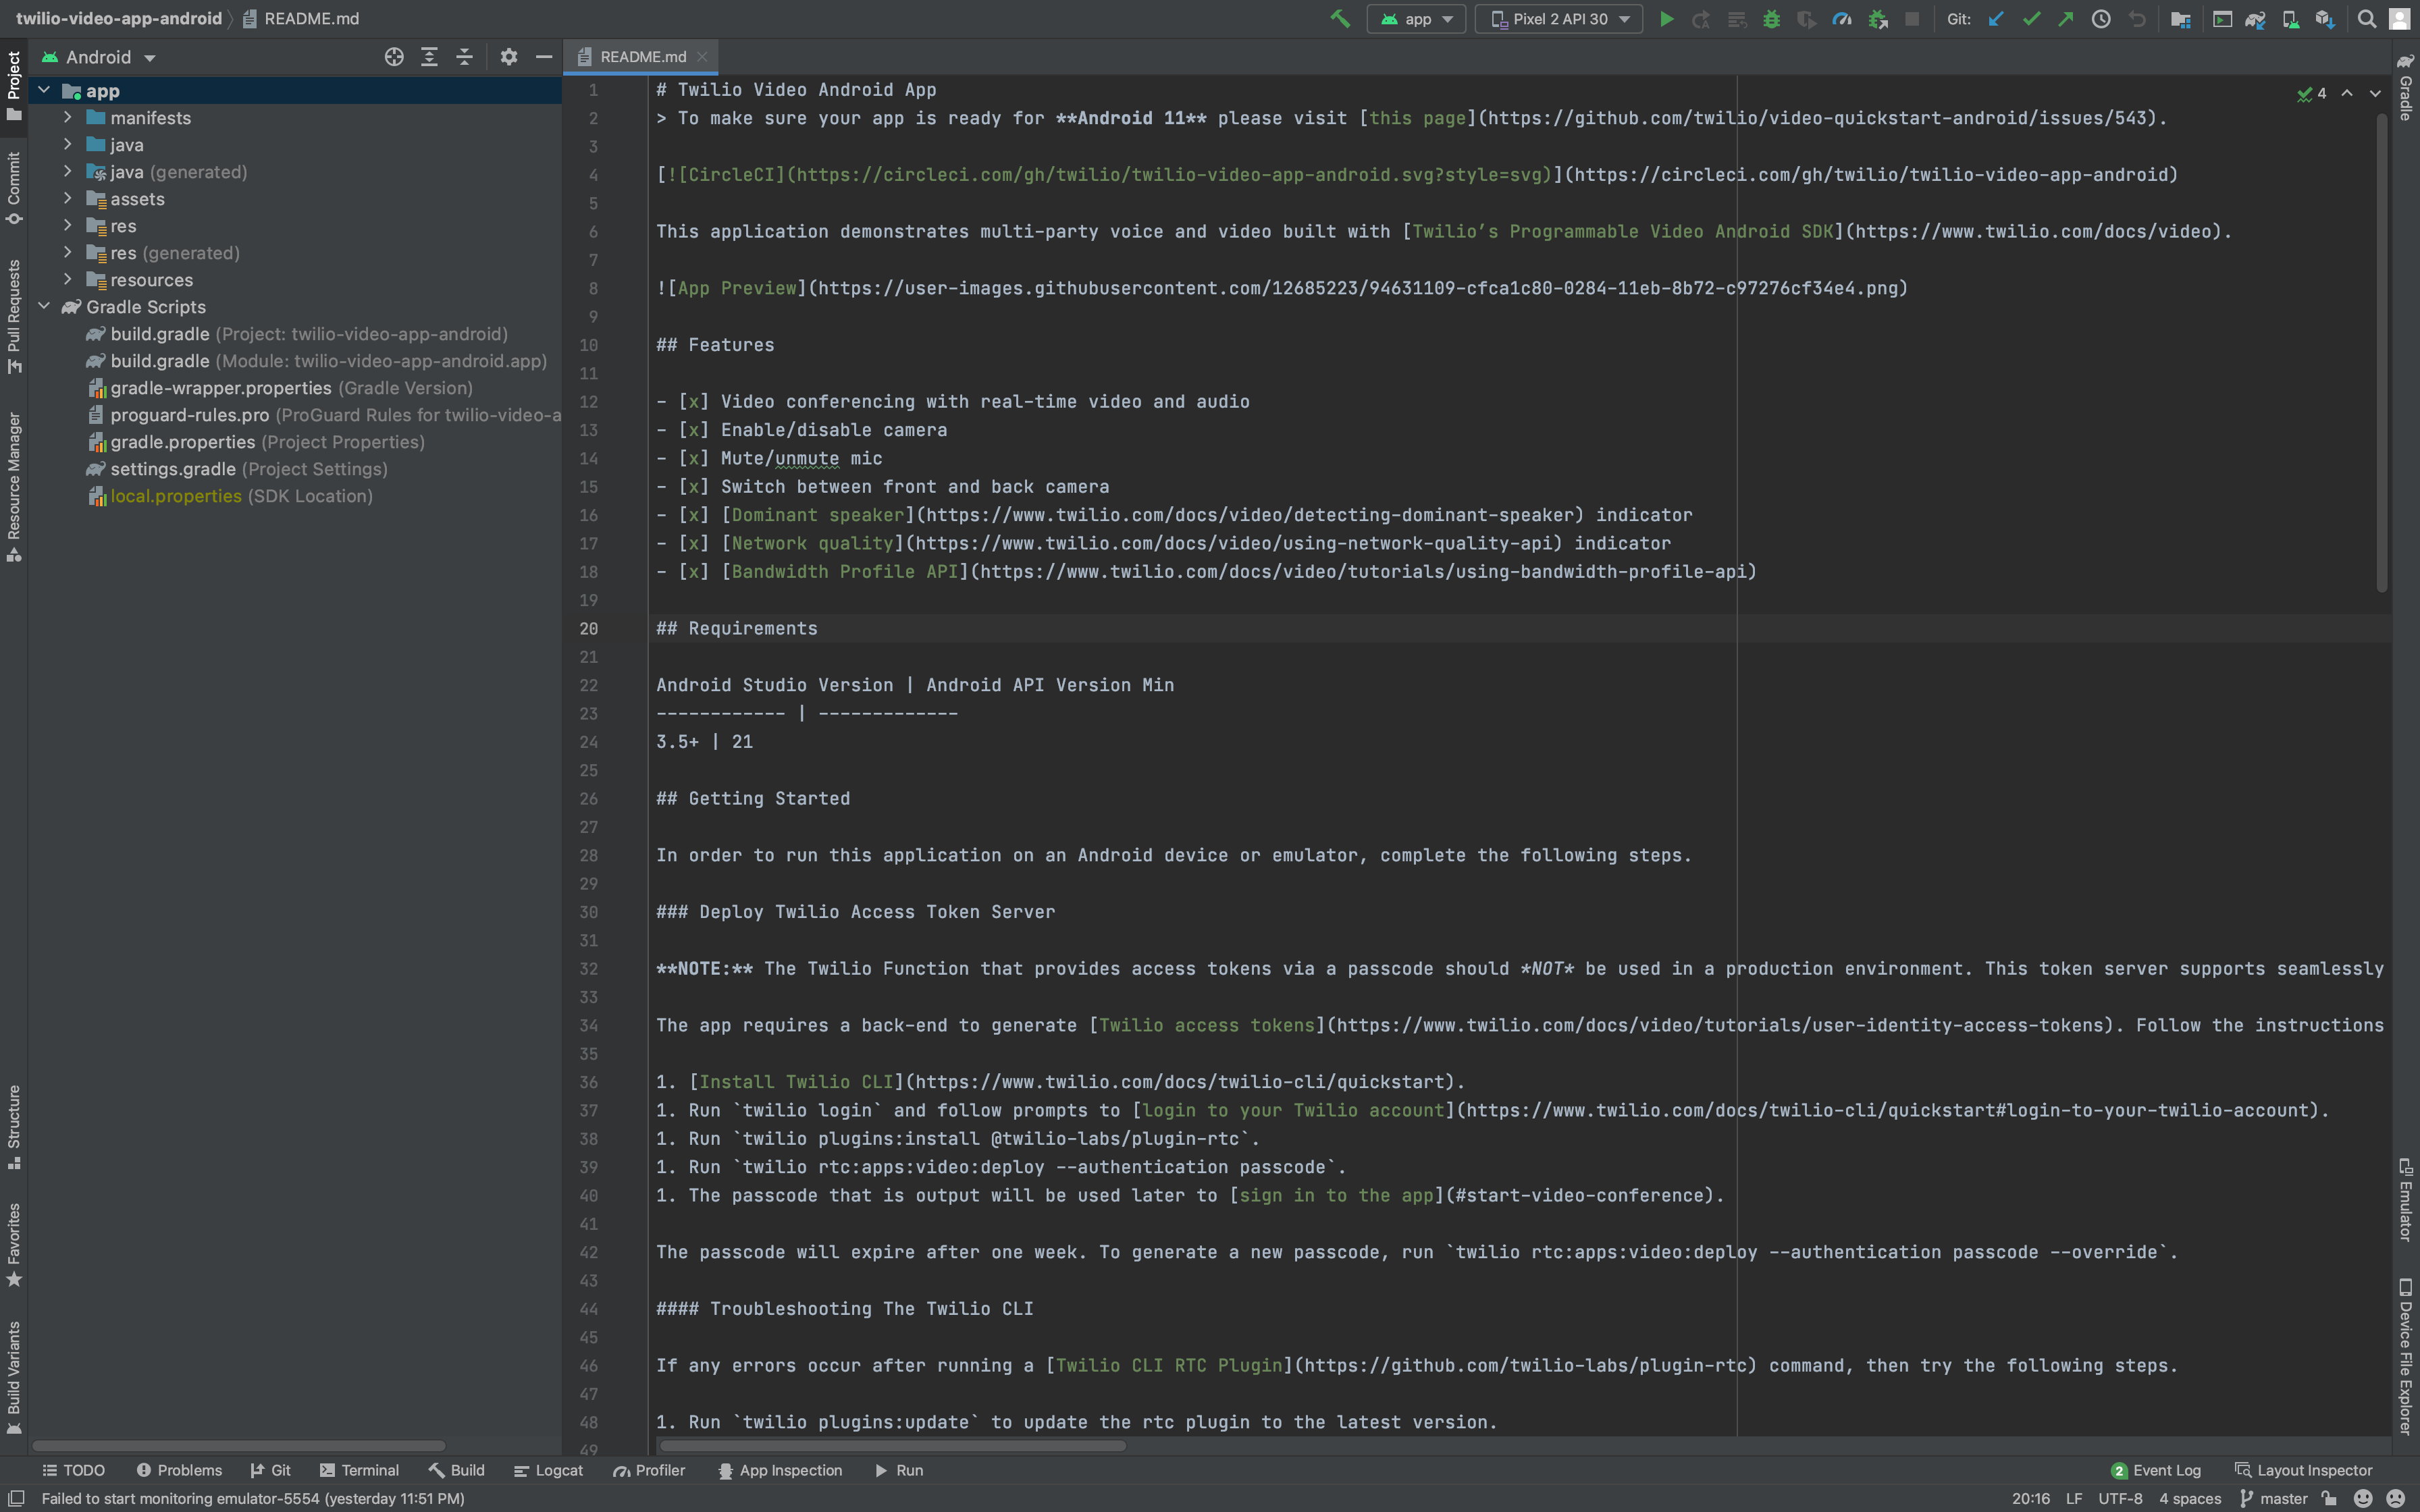 twilio-video-app-android
README.md
app
Pixel 2 API 30
Git:
Project
Commit
Pull Requests
Resource Manager
Structure
Favorites
Build Variants
Android
app
manifests
java
java (generated)
assets
res
res (generated)
resources
Gradle Scripts
build.gradle (Project: twilio-video-app-android)
build.gradle (Module: twilio-video-app-android.app)
gradle-wrapper.properties (Gradle Version)
proguard-rules.pro (ProGuard Rules for twilio-video-a
gradle.properties (Project Properties)
settings.gradle (Project Settings)
local.properties (SDK Location)
README.md
4
1 # Twilio Video Android App
2 > To make sure your app is ready for **Android 11** please visit [this page](https://github.com/twilio/video-quickstart-android/issues/543).
3
4 [![CircleCI](https://circleci.com/gh/twilio/twilio-video-app-android.svg?style=svg)](https://circleci.com/gh/twilio/twilio-video-app-android)
5
6 This application demonstrates multi-party voice and video built with [Twilio’s Programmable Video Android SDK](https://www.twilio.com/docs/video).
7
8 ![App Preview](https://user-images.githubusercontent.com/12685223/94631109-cfca1c80-0284-11eb-8b72-c97276cf34e4.png)
9
10 ## Features
11
12 - [x] Video conferencing with real-time video and audio
13 - [x] Enable/disable camera
14 - [x] Mute/unmute mic
15 - [x] Switch between front and back camera
16 - [x] [Dominant speaker](https://www.twilio.com/docs/video/detecting-dominant-speaker) indicator
17 - [x] [Network quality](https://www.twilio.com/docs/video/using-network-quality-api) indicator
18 - [x] [Bandwidth Profile API](https://www.twilio.com/docs/video/tutorials/using-bandwidth-profile-api)
19
20 ## Requirements
21
22 Android Studio Version | Android API Version Min
23 ------------ | -------------
24 3.5+ | 21
25
26 ## Getting Started
27
28 In order to run this application on an Android device or emulator, complete the following steps.
29
30 ### Deploy Twilio Access Token Server
31
32 **NOTE:** The Twilio Function that provides access tokens via a passcode should *NOT* be used in a production environment. This token server supports seamlessly
33
34 The app requires a back-end to generate [Twilio access tokens](https://www.twilio.com/docs/video/tutorials/user-identity-access-tokens). Follow the instructions
35
36 1. [Install Twilio CLI](https://www.twilio.com/docs/twilio-cli/quickstart).
37 1. Run `twilio login` and follow prompts to [login to your Twilio account](https://www.twilio.com/docs/twilio-cli/quickstart#login-to-your-twilio-account).
38 1. Run `twilio plugins:install @twilio-labs/plugin-rtc`.
39 1. Run `twilio rtc:apps:video:deploy --authentication passcode`.
40 1. The passcode that is output will be used later to [sign in to the app](#start-video-conference).
41
42 The passcode will expire after one week. To generate a new passcode, run `twilio rtc:apps:video:deploy --authentication passcode --override`.
43
44 #### Troubleshooting The Twilio CLI
45
46 If any errors occur after running a [Twilio CLI RTC Plugin](https://github.com/twilio-labs/plugin-rtc) command, then try the following steps.
47
48 1. Run `twilio plugins:update` to update the rtc plugin to the latest version.
49
Gradle
Emulator
Device File Explorer
TODO
Problems
Git
Terminal
Build
Logcat
Profiler
App Inspection
Run
2 Event Log
Layout Inspector
Failed to start monitoring emulator-5554 (yesterday 11:51 PM)
20:16
LF
UTF-8
4 spaces
master